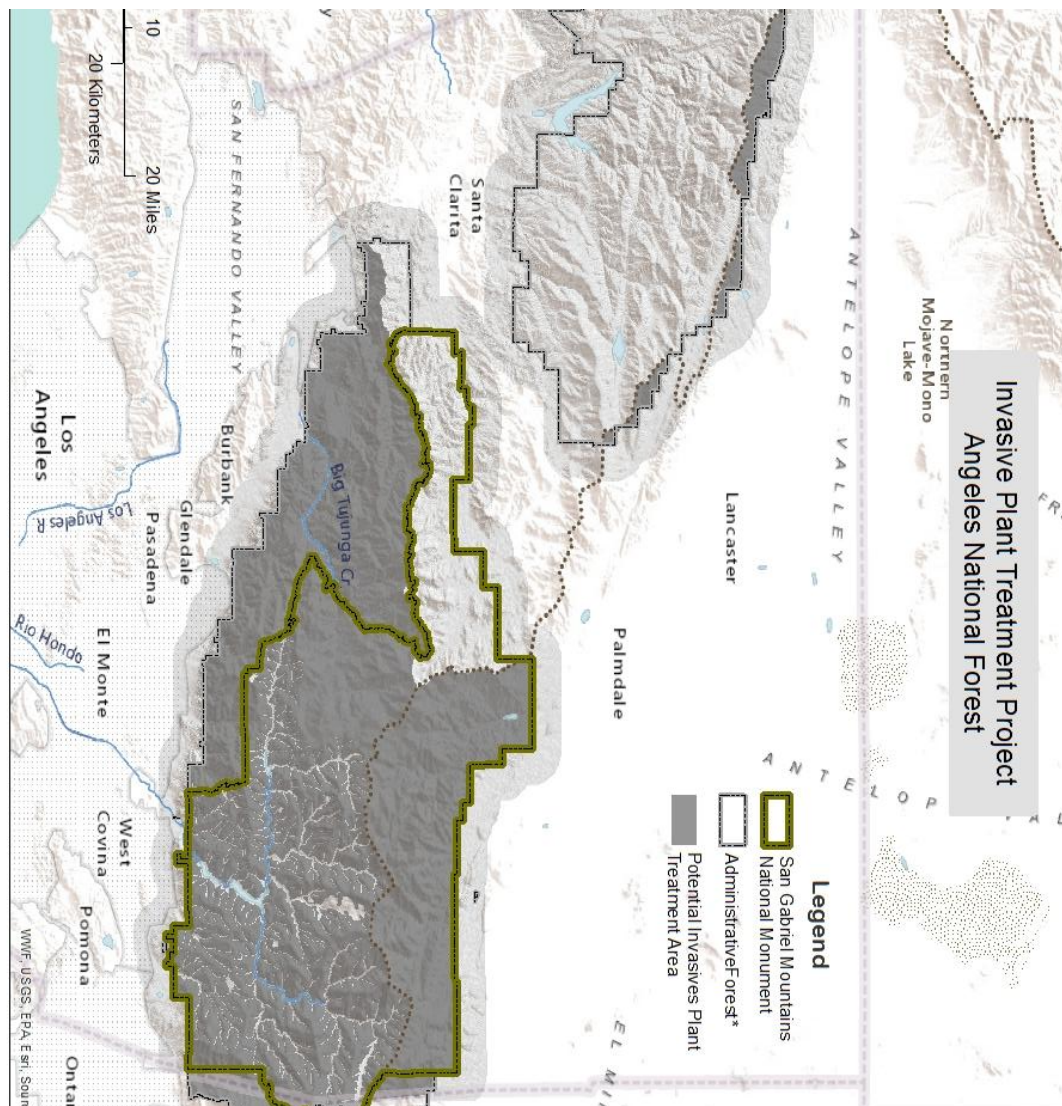 Invasive Plant Treatment Project
Angeles National Forest
Northern
Mojave-Mono
Lake
ANTELOPE VALLEY
ANTELOP
Lancaster
Palmdale
Legend
San Gabriel Mountains
National Monument
AdministrativeForest*
Potential Invasives Plant
Treatment Area
Santa
Clarita
SAN FERNANDO VALLEY
10
20 Miles
20 Kilometers
Big Tujunga Cr
Burbank
Glendale
Pasadena
Los
Angeles
Los Angeles R
Rio Hondo
El Monte
West
Covina
Pomona
WWF, USGS, EPA, Esri, Sour